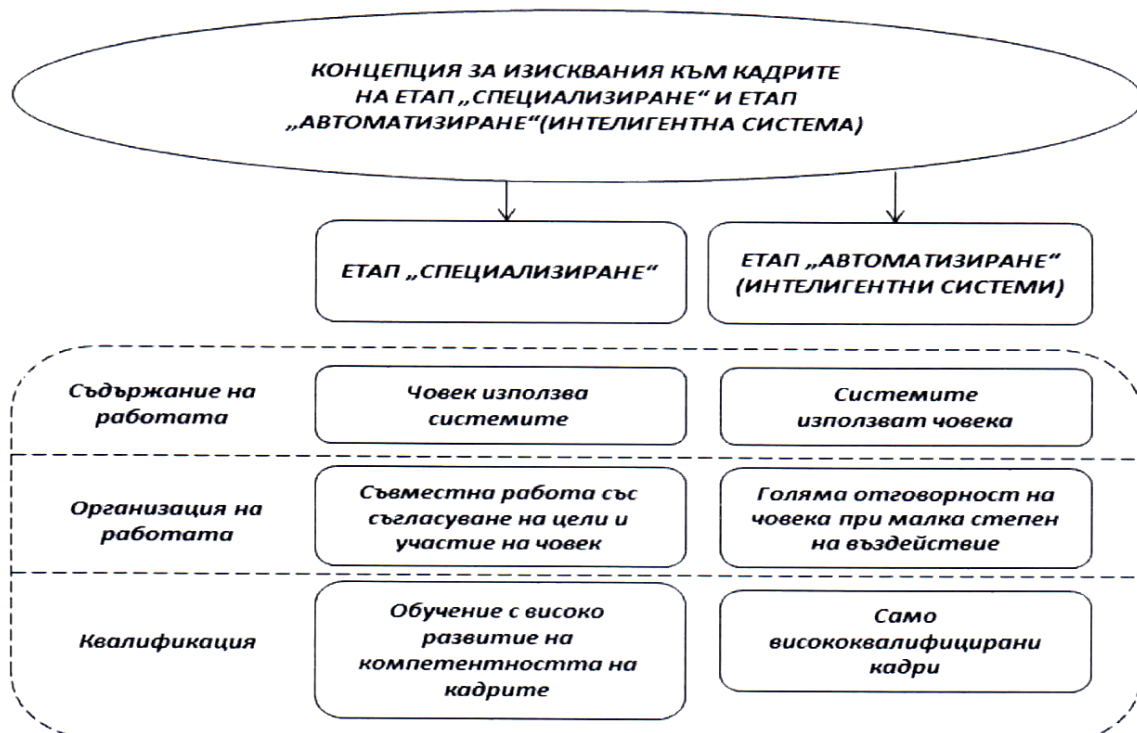 КОНЦЕПЦИЯ ЗА ИЗИСКВАНИЯ КЪМ КАДРИТЕ
НА ЕТАП „СПЕЦИАЛИЗИРАНЕ“ И ЕТАП
„АВТОМАТИЗИРАНЕ“(ИНТЕЛИГЕНТНА СИСТЕМА)
ЕТАП „СПЕЦИАЛИЗИРАНЕ“
ЕТАП „АВТОМАТИЗИРАНЕ“
(ИНТЕЛИГЕНТНИ СИСТЕМИ)
Съдържание на
работата
Човек използва
системите
Системите
използват човека
Организация на
работата
Съвместна работа със
съгласуване на цели и
участие на човек
Голяма отговорност на
човека при малка степен
на въздействие
Квалификация
Обучение с високо
развитие на
компетентността на
кадрите
Само
висококвалифицирани
кадри